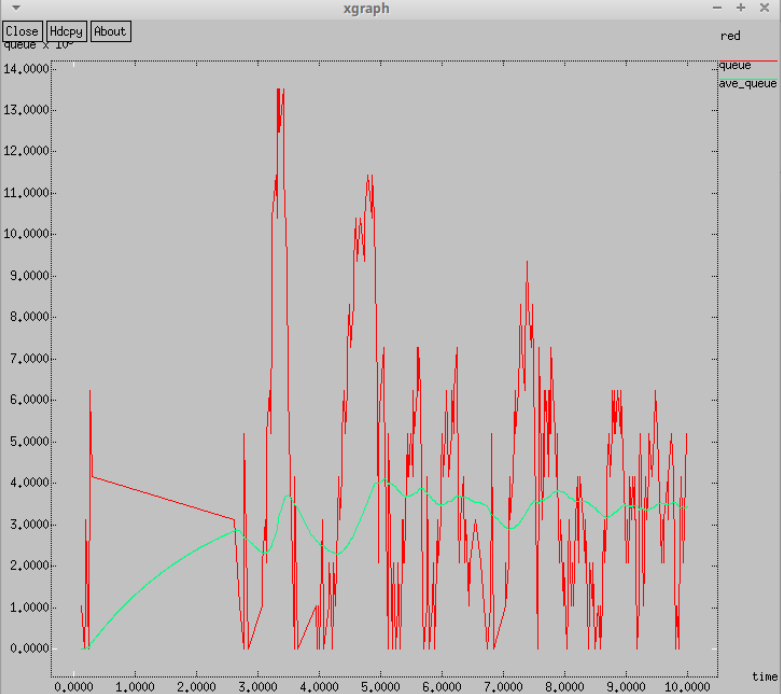 xgraph
Close Hdcpy About
queue x 10
red
queue
ave_queue
14.0000
13.0000
12.0000
11.0000
10.0000
9.0000
8.0000
7.0000
6.0000
5.0000
4.0000
3.0000
2.0000
1.0000
0.0000
0.0000 1.0000 2.0000 3.0000 4.0000 5.0000 6.0000 7.0000 8.0000 9.0000 10.0000
time